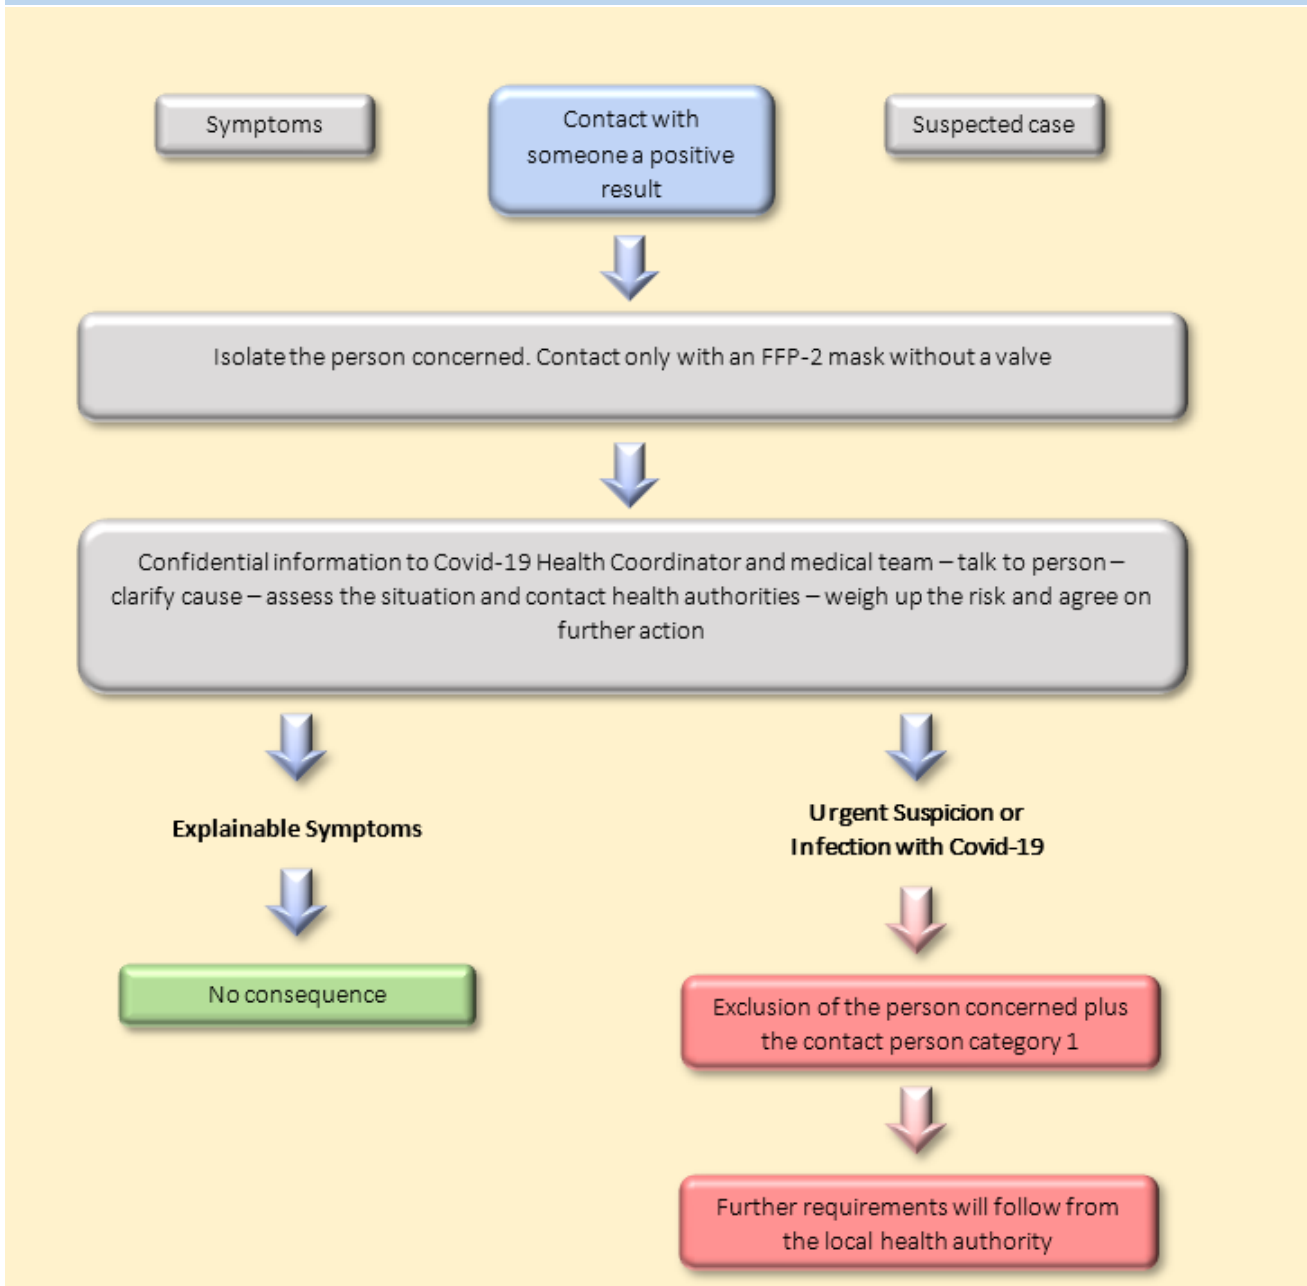 Symptoms
Contact with
someone a positive
result
Suspected case
Isolate the person concerned. Contact only with an FFP-2 mask without a valve
Confidential information to Covid-19 Health Coordinator and medical team – talk to person –
clarify cause – assess the situation and contact health authorities – weigh up the risk and agree on
further action
Explainable Symptoms
Urgent Suspicion or
Infection with Covid-19
No consequence
Exclusion of the person concerned plus
the contact person category 1
Further requirements will follow from
the local health authority